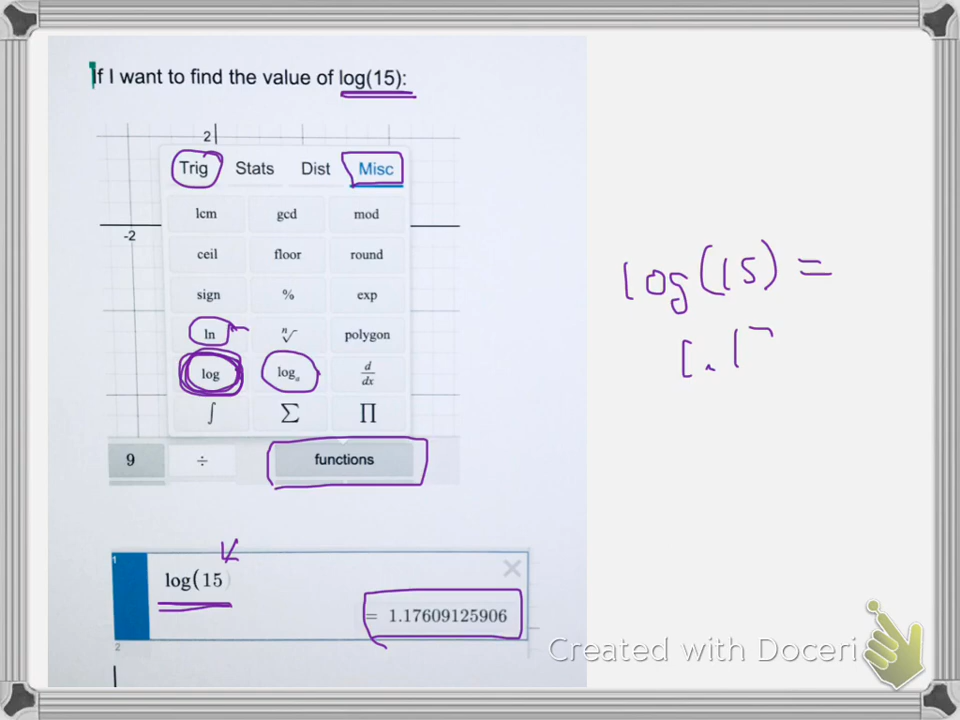 If I want to find the value of log(15):
2
Trig Stats Dist Misc
-2
lcm gcd mod
ceil floor round
sign % exp
ln ⁿ√ polygon
log logₐ d/dx
∫ Σ ∏
9 ÷ functions
log(15) =
1.17
1
log(15)
= 1.17609125906
2
Created with Doceri